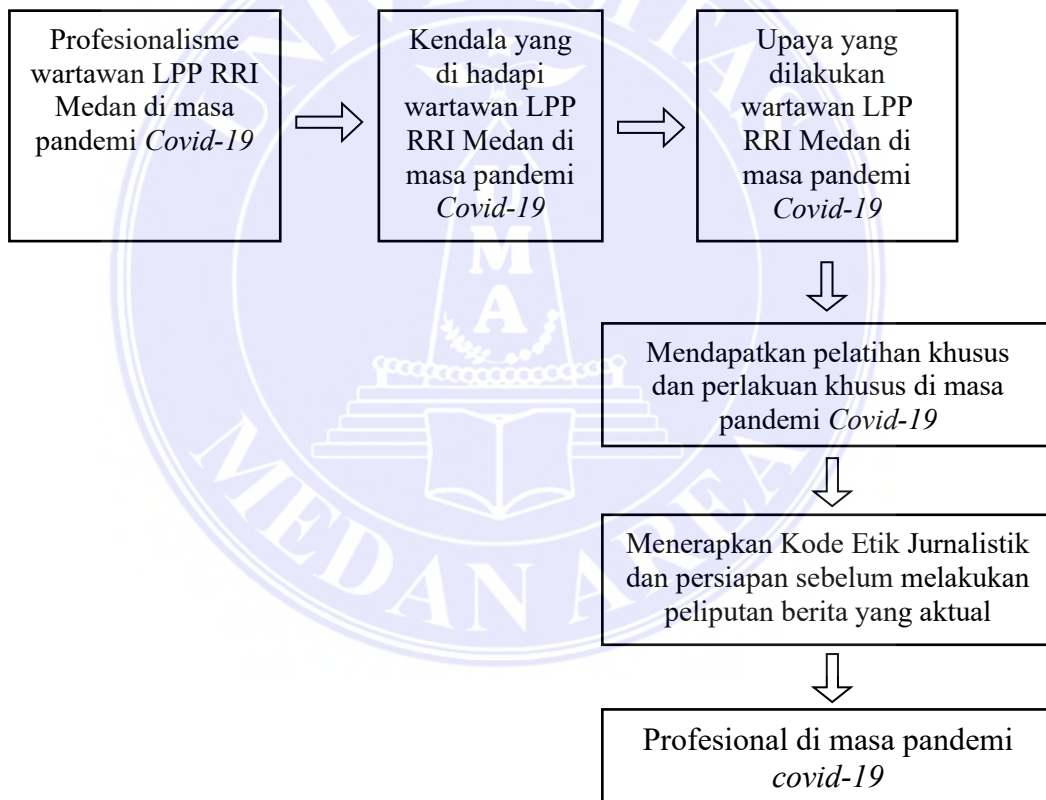 Profesionalisme
wartawan LPP RRI
Medan di masa
pandemi Covid-19
Kendala yang
di hadapi
wartawan LPP
RRI Medan di
masa pandemi
Covid-19
Upaya yang
dilakukan
wartawan LPP
RRI Medan di
masa pandemi
Covid-19
Mendapatkan pelatihan khusus
dan perlakuan khusus di masa
pandemi Covid-19
Menerapkan Kode Etik Jurnalistik
dan persiapan sebelum melakukan
peliputan berita yang aktual
Profesional di masa pandemi
covid-19
UNIVERSITAS
MEDAN AREA
U
M
A